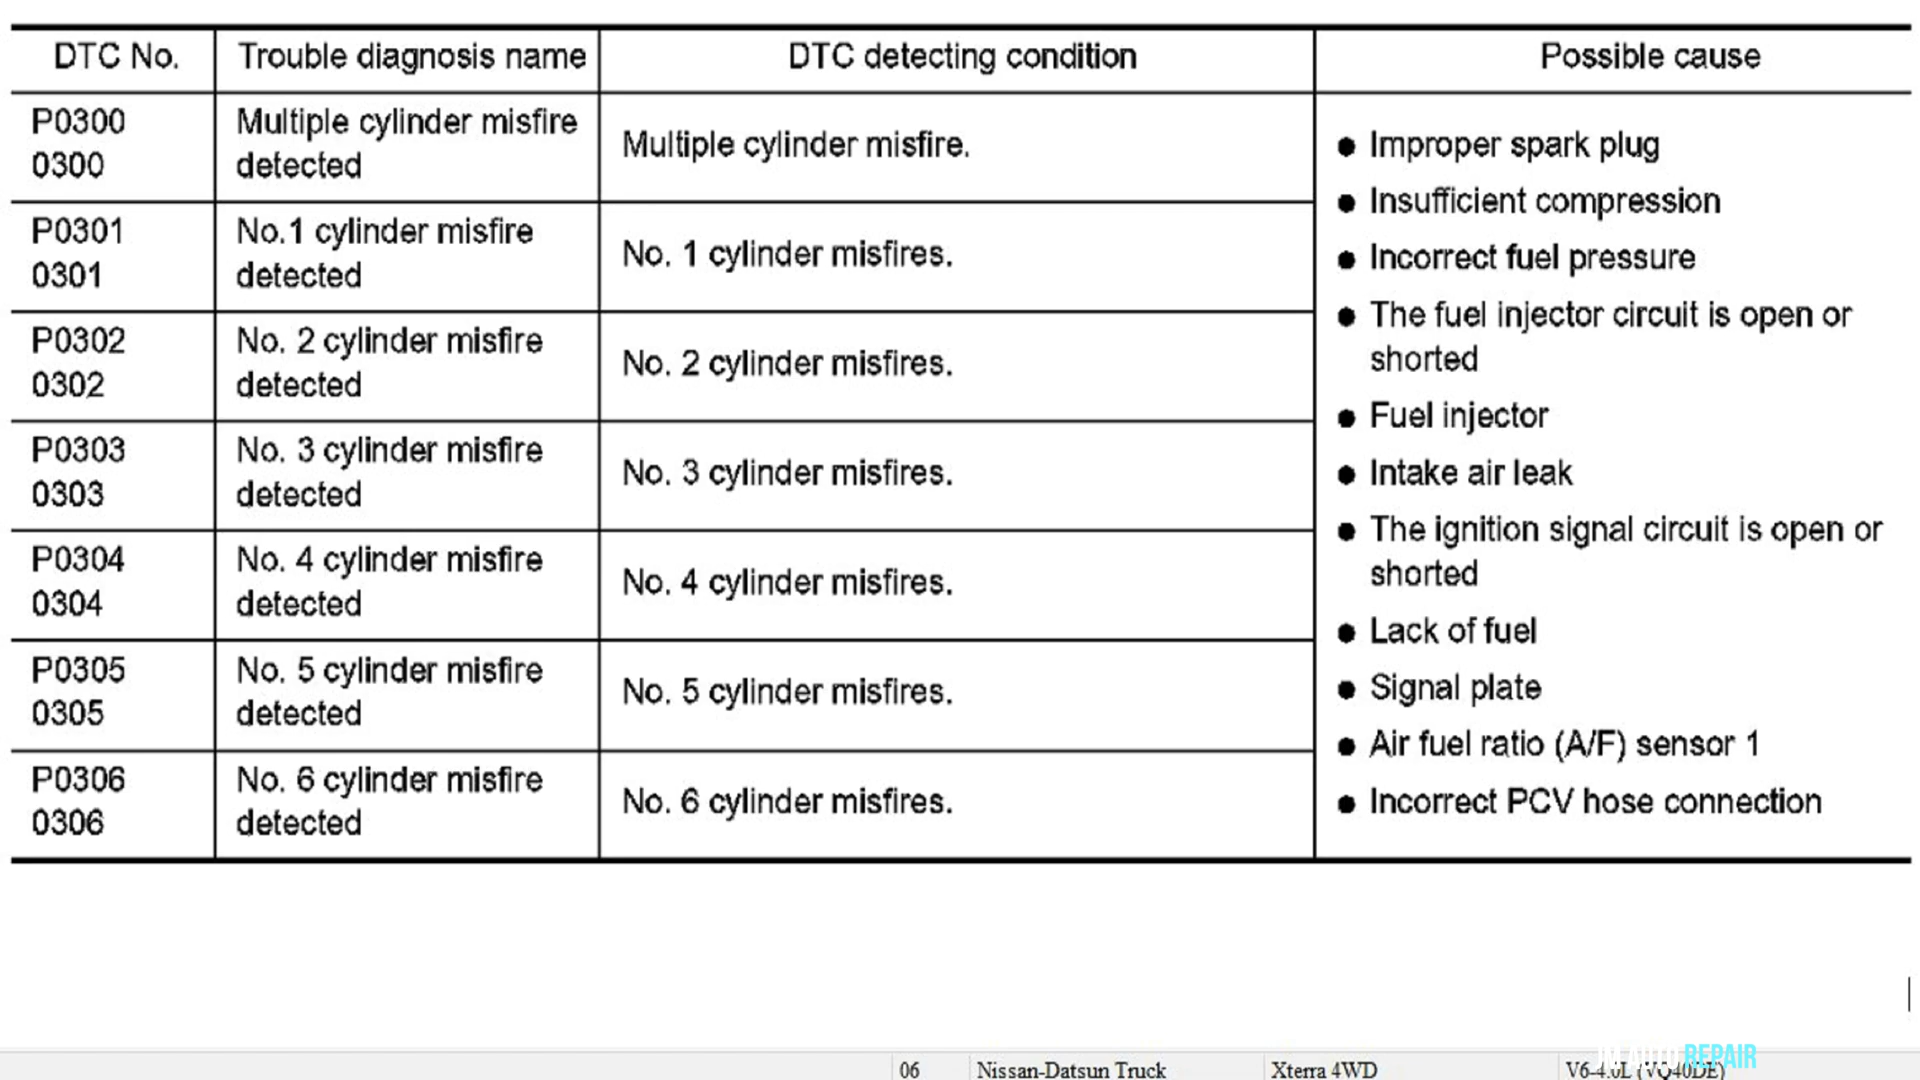 DTC No.
Trouble diagnosis name
DTC detecting condition
Possible cause
P0300
0300
Multiple cylinder misfire
detected
Multiple cylinder misfire.
P0301
0301
No.1 cylinder misfire
detected
No. 1 cylinder misfires.
P0302
0302
No. 2 cylinder misfire
detected
No. 2 cylinder misfires.
P0303
0303
No. 3 cylinder misfire
detected
No. 3 cylinder misfires.
P0304
0304
No. 4 cylinder misfire
detected
No. 4 cylinder misfires.
P0305
0305
No. 5 cylinder misfire
detected
No. 5 cylinder misfires.
P0306
0306
No. 6 cylinder misfire
detected
No. 6 cylinder misfires.
● Improper spark plug
● Insufficient compression
● Incorrect fuel pressure
● The fuel injector circuit is open or
shorted
● Fuel injector
● Intake air leak
● The ignition signal circuit is open or
shorted
● Lack of fuel
● Signal plate
● Air fuel ratio (A/F) sensor 1
● Incorrect PCV hose connection
06
Nissan-Datsun Truck
Xterra 4WD
V6-4.0L (VQ40DE)
AUTO REPAIR